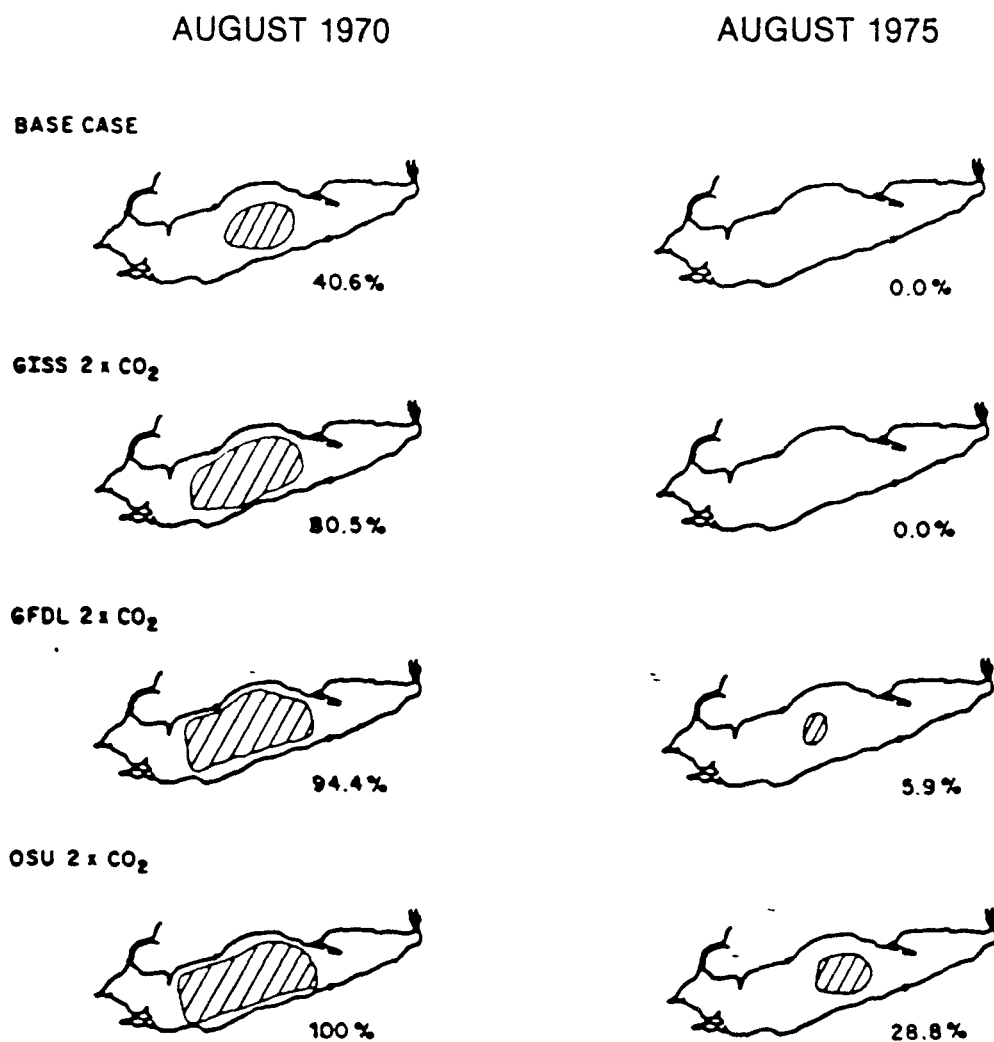 AUGUST 1970
AUGUST 1975
BASE CASE
40.6%
0.0%
GISS 2 x CO2
80.5%
0.0%
GFDL 2 x CO2
94.4%
5.9%
OSU 2 x CO2
100%
28.8%